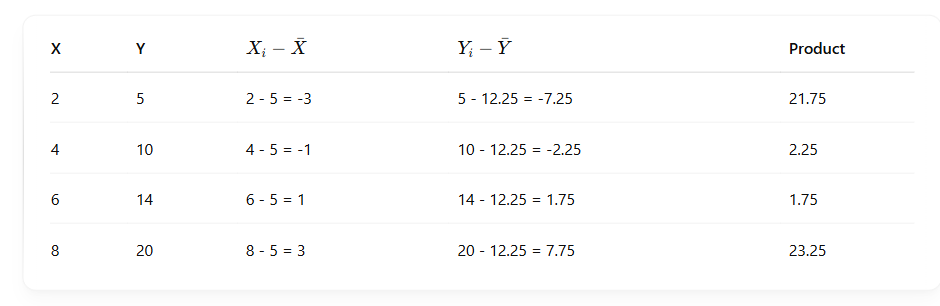 X Y X_i − X̄ Y_i − Ȳ Product
2 5 2 - 5 = -3 5 - 12.25 = -7.25 21.75
4 10 4 - 5 = -1 10 - 12.25 = -2.25 2.25
6 14 6 - 5 = 1 14 - 12.25 = 1.75 1.75
8 20 8 - 5 = 3 20 - 12.25 = 7.75 23.25